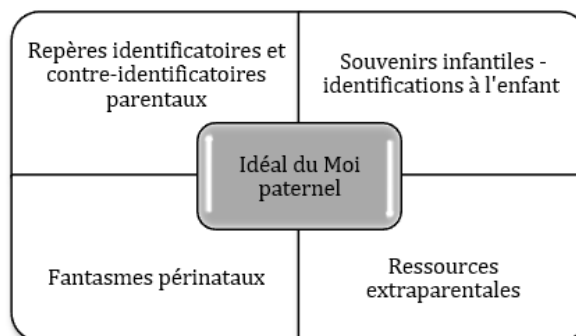 Repères identificatoires et
contre-identificatoires
parentaux
Souvenirs infantiles -
identifications à l'enfant
Idéal du Moi
paternel
Fantasmes périnataux
Ressources
extraparentales